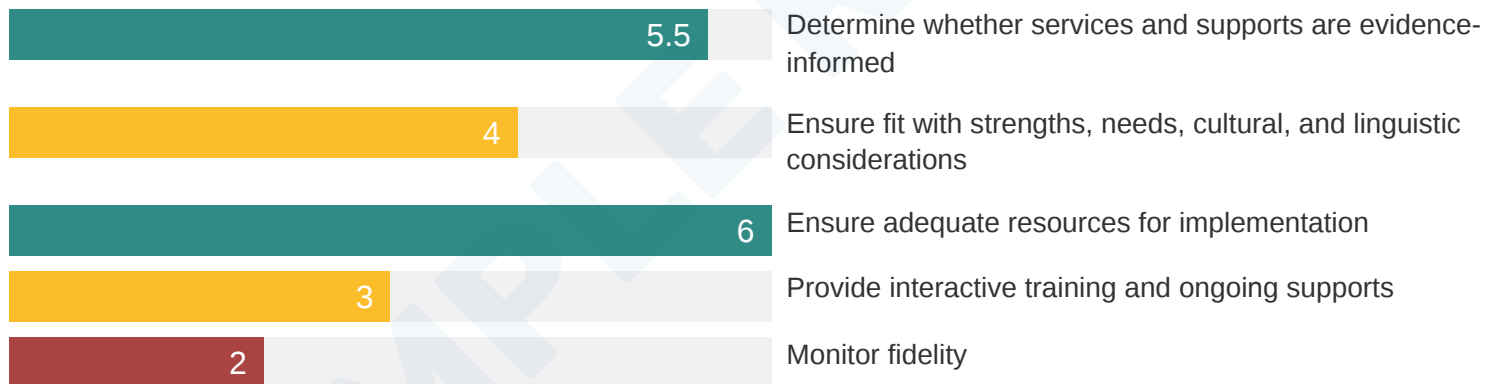 5.5
Determine whether services and supports are evidence-
informed
4
Ensure fit with strengths, needs, cultural, and linguistic
considerations
6
Ensure adequate resources for implementation
3
Provide interactive training and ongoing supports
2
Monitor fidelity